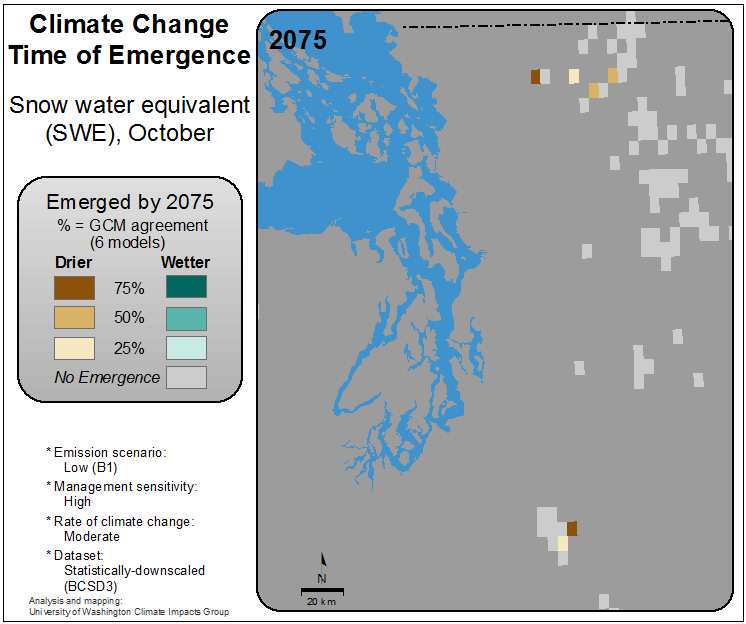 Climate Change
Time of Emergence
Snow water equivalent
(SWE), October
Emerged by 2075
% = GCM agreement
(6 models)
Drier
Wetter
75%
50%
25%
No Emergence
* Emission scenario:
Low (B1)
* Management sensitivity:
High
* Rate of climate change:
Moderate
* Dataset:
Statistically-downscaled
(BCSD3)
Analysis and mapping:
University of Washington Climate Impacts Group
2075
N
20 km